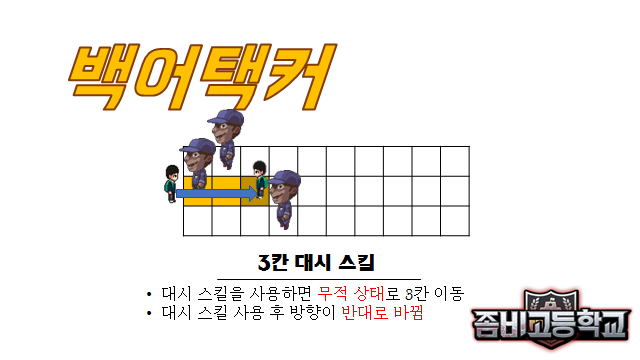 백어택커
3칸 대시 스킬
• 대시 스킬을 사용하면 무적 상태로 3칸 이동
• 대시 스킬 사용 후 방향이 반대로 바뀜
좀비고등학교